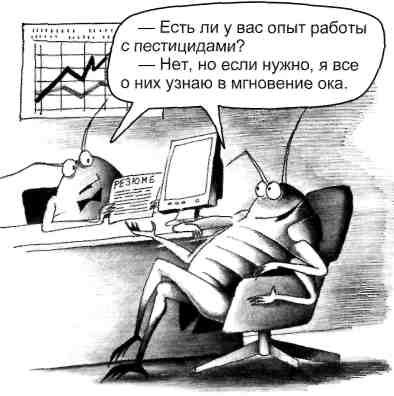 — Есть ли у вас опыт работы
с пестицидами?
— Нет, но если нужно, я все
о них узнаю в мгновение ока.
РЕЗЮМЕ